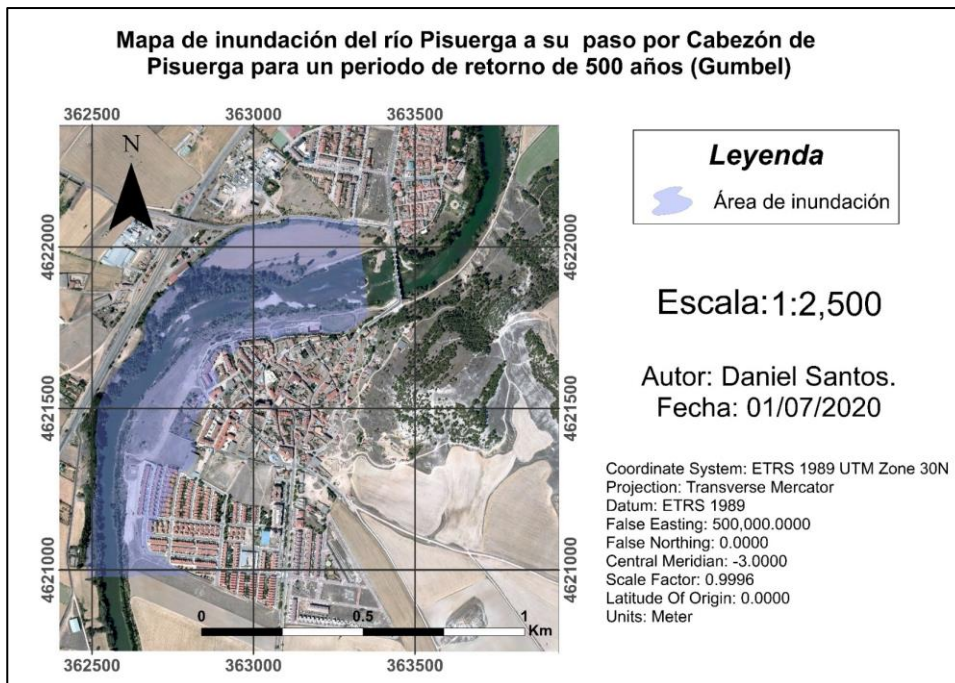 Mapa de inundación del río Pisuerga a su paso por Cabezón de
Pisuerga para un periodo de retorno de 500 años (Gumbel)
362500 363000 363500
N
4622000 4622000
4621500 4621500
4621000 4621000
0 0.5 1
Km
362500 363000 363500
Leyenda
Área de inundación
Escala:1:2,500
Autor: Daniel Santos.
Fecha: 01/07/2020
Coordinate System: ETRS 1989 UTM Zone 30N
Projection: Transverse Mercator
Datum: ETRS 1989
False Easting: 500,000.0000
False Northing: 0.0000
Central Meridian: -3.0000
Scale Factor: 0.9996
Latitude Of Origin: 0.0000
Units: Meter